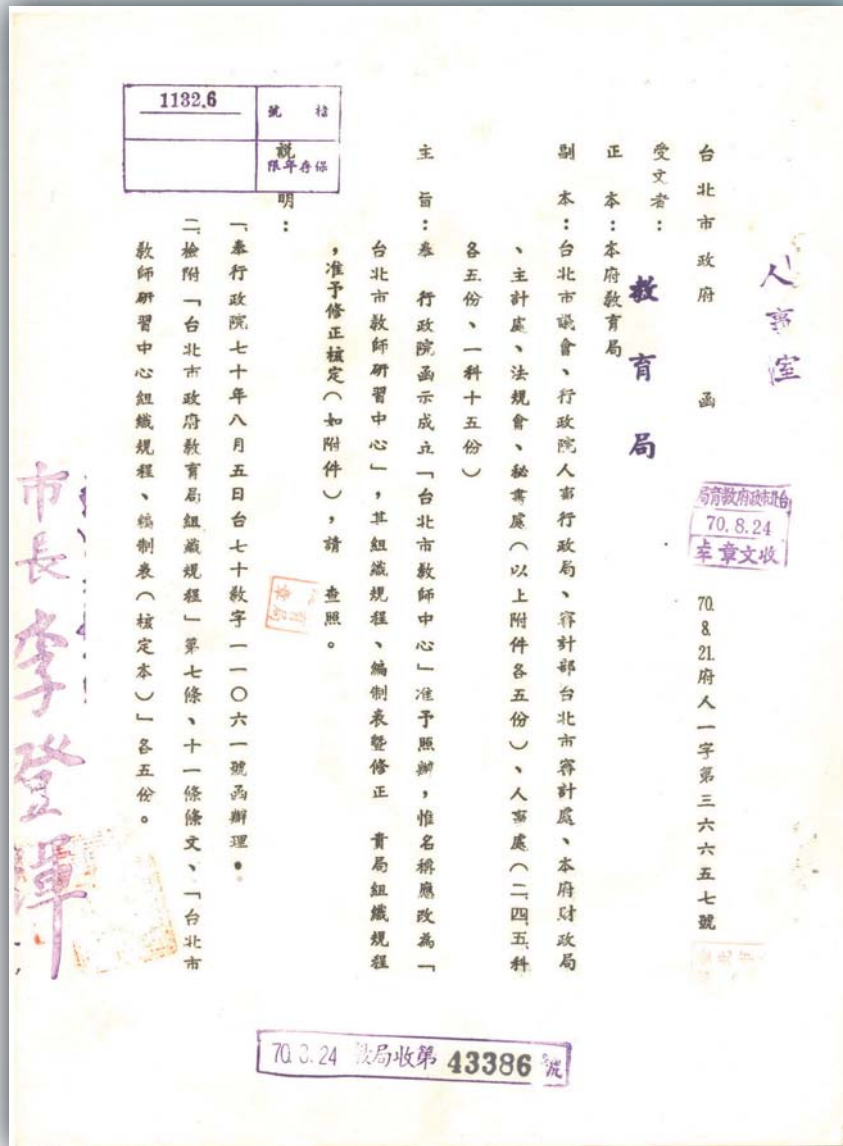 人事室
台北市政府　函
70.8.21.府人一字第三六六五七號
台北市政府教育局
70.8.24
收文章
受文者：教育局
正本：本府教育局
副本：台北市議會、行政院人事行政局、審計部台北市審計處、本府財政局
、主計處、法規會、秘書處（以上附件各五份）、人事處（二、四、五、科
各五份、一科十五份）
主旨：奉　行政院函示成立「台北市教師中心」准予照辦，惟名稱應改為「
台北市教師研習中心」，其組織規程、編制表暨修正　貴局組織規程
，准予修正核定（如附件），請　查照。
說明：
一、奉行政院七十年八月五日台七十教字一一〇六一號函辦理。
二、檢附「台北市政府教育局組織規程」第七條、十一條條文、「台北市
教師研習中心組織規程、編制表（核定本）」各五份。
檔號
1132.6
保存年限
市長 李登輝
70.8.24 教局收第 43386 號